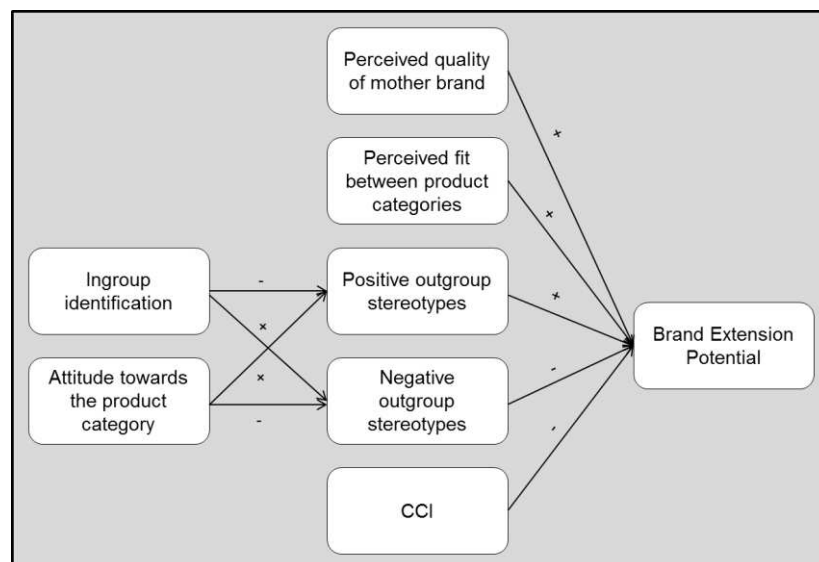 Perceived quality
of mother brand
+
Perceived fit
between product
categories
+
Ingroup
identification
-
Positive outgroup
stereotypes
+
Brand Extension
Potential
+
+
Attitude towards
the product
category
-
Negative
outgroup
stereotypes
-
-
CCI